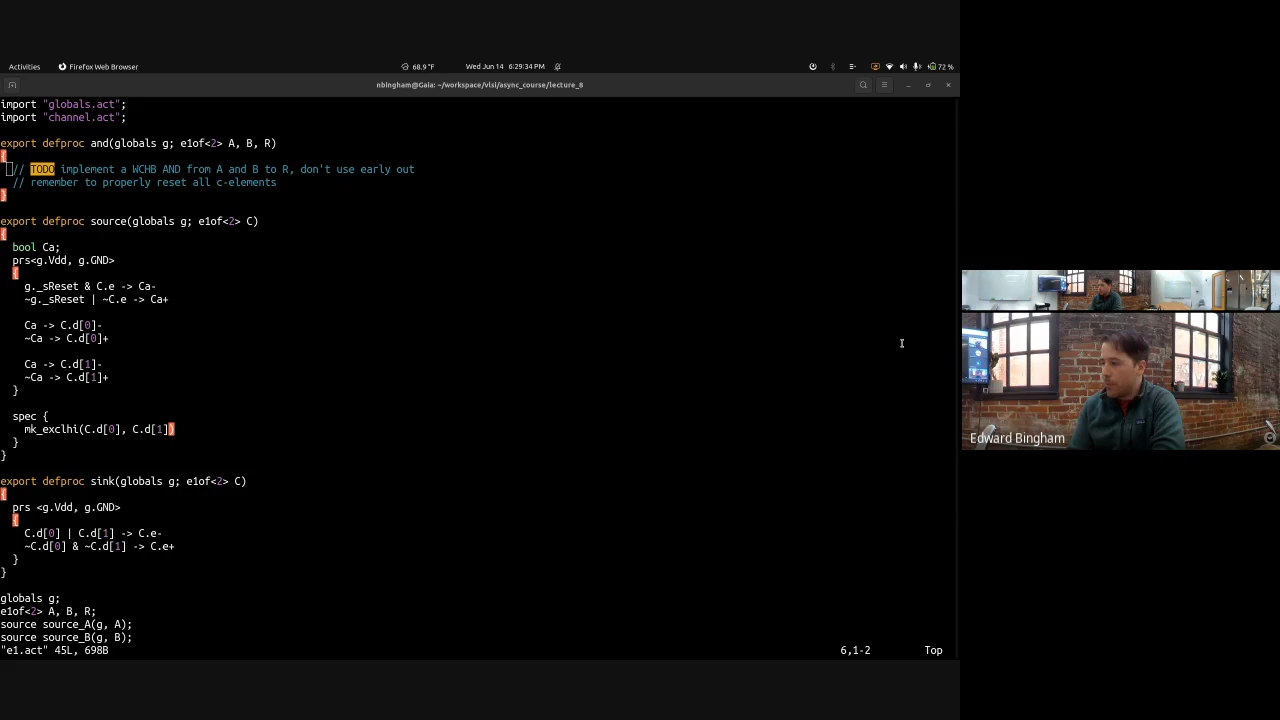 Activities
Firefox Web Browser
68.9 °F
Wed Jun 14 6:29:34 PM
72 %
nbingham@Gaia: ~/workspace/vlsi/async_course/lecture_8
import "globals.act";
import "channel.act";
export defproc and(globals g; e1of<2> A, B, R)
{
// TODO implement a WCHB AND from A and B to R, don't use early out
// remember to properly reset all c-elements
}
export defproc source(globals g; e1of<2> C)
{
bool Ca;
prs<g.Vdd, g.GND>
{
g._sReset & C.e -> Ca-
~g._sReset | ~C.e -> Ca+
Ca -> C.d[0]-
~Ca -> C.d[0]+
Ca -> C.d[1]-
~Ca -> C.d[1]+
}
spec {
mk_exclhi(C.d[0], C.d[1])
}
}
export defproc sink(globals g; e1of<2> C)
{
prs <g.Vdd, g.GND>
{
C.d[0] | C.d[1] -> C.e-
~C.d[0] & ~C.d[1] -> C.e+
}
}
globals g;
e1of<2> A, B, R;
source source_A(g, A);
source source_B(g, B);
"e1.act" 45L, 698B
6,1-2
Top
Edward Bingham